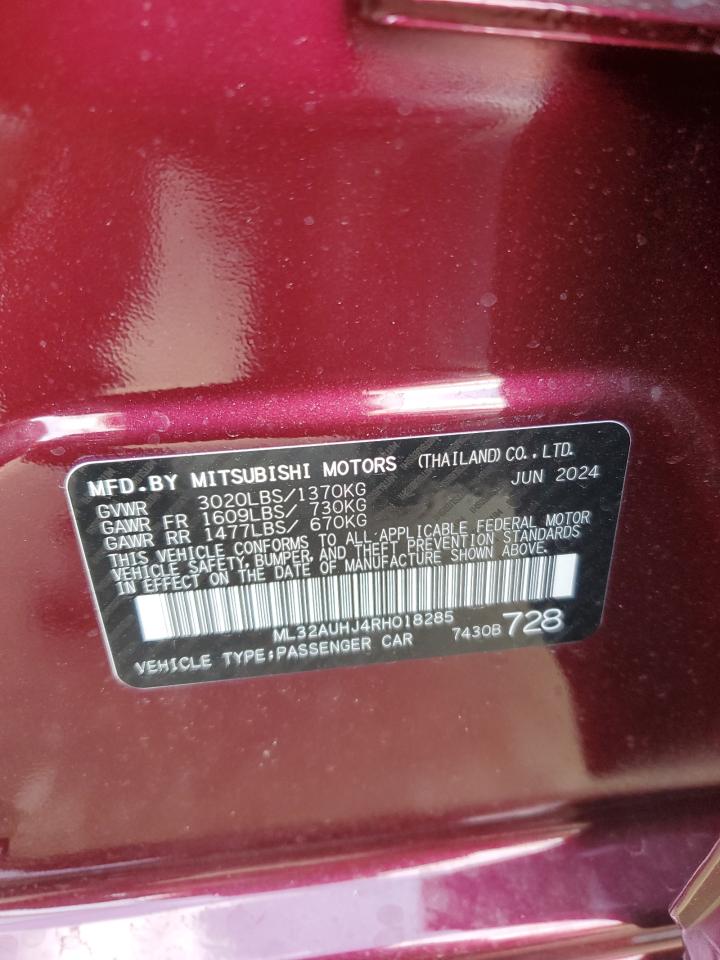 MFD.BY MITSUBISHI MOTORS (THAILAND) CO.,LTD.
JUN 2024
GVWR 3020LBS/1370KG
GAWR FR 1609LBS/ 730KG
GAWR RR 1477LBS/ 670KG
THIS VEHICLE CONFORMS TO ALL APPLICABLE FEDERAL MOTOR
VEHICLE SAFETY, BUMPER, AND THEFT PREVENTION STANDARDS
IN EFFECT ON THE DATE OF MANUFACTURE SHOWN ABOVE.
ML32AUHJ4RH018285
7430B 728
VEHICLE TYPE:PASSENGER CAR